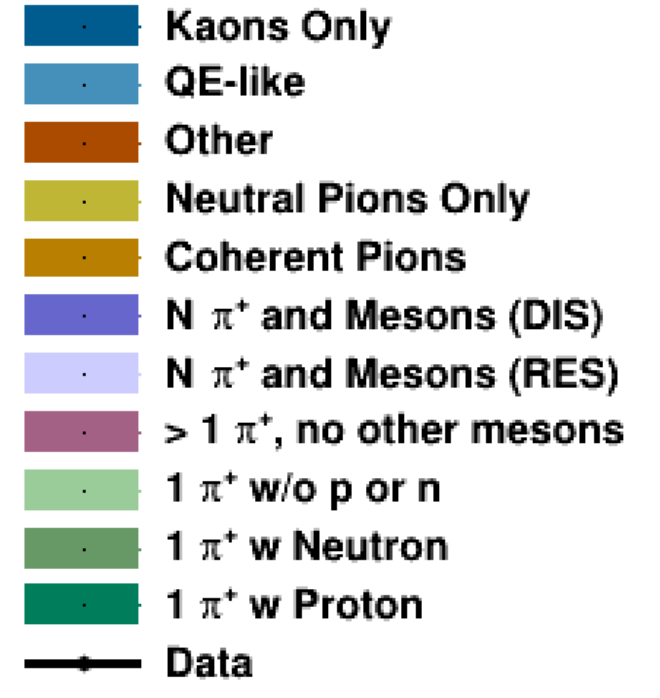 Kaons Only
QE-like
Other
Neutral Pions Only
Coherent Pions
N π⁺ and Mesons (DIS)
N π⁺ and Mesons (RES)
> 1 π⁺, no other mesons
1 π⁺ w/o p or n
1 π⁺ w Neutron
1 π⁺ w Proton
Data